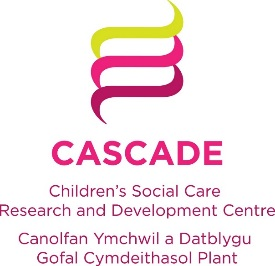 CASCADE
Children's Social Care
Research and Development Centre
Canolfan Ymchwil a Datblygu
Gofal Cymdeithasol Plant